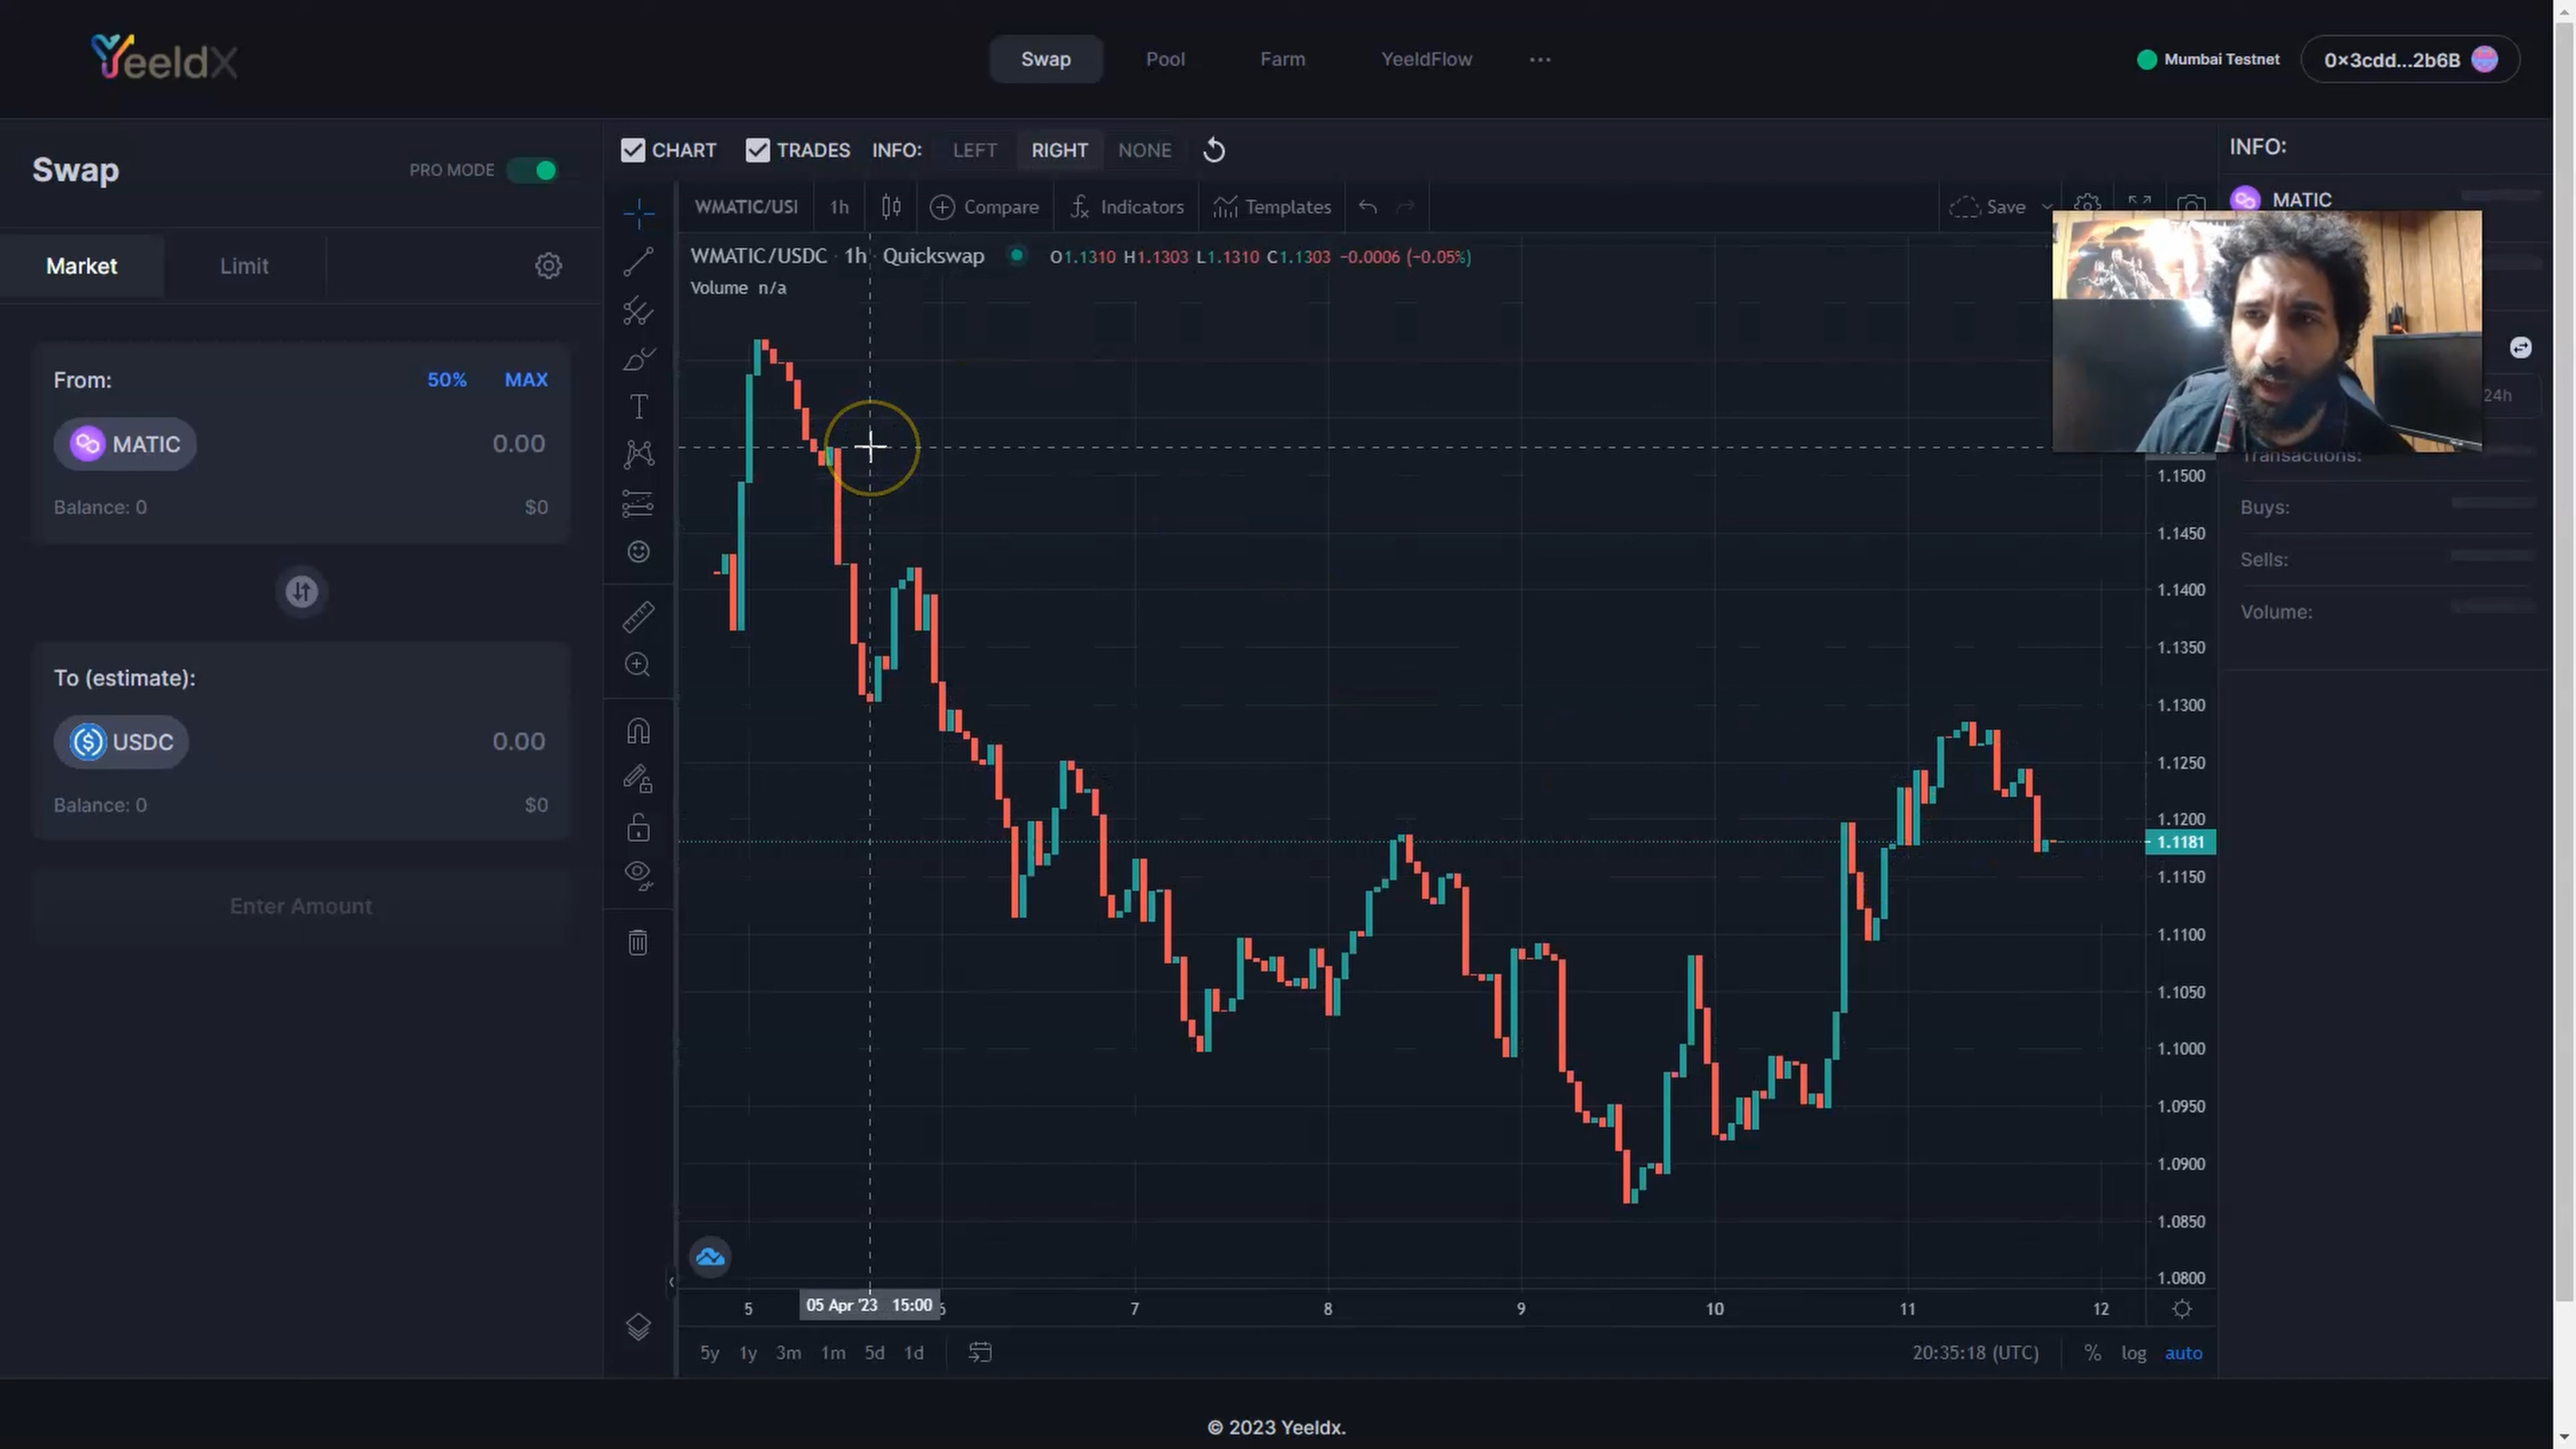 YeeldX
Swap
Pool
Farm
YeeldFlow
Mumbai Testnet
0×3cdd...2b6B
Swap
PRO MODE
CHART
TRADES
INFO:
LEFT
RIGHT
NONE
INFO:
MATIC
WMATIC/USI
1h
Compare
Indicators
Templates
Save
Market
Limit
WMATIC/USDC · 1h · Quickswap
O1.1310 H1.1303 L1.1310 C1.1303 −0.0006 (−0.05%)
Volume n/a
From:
50%
MAX
MATIC
0.00
Balance: 0
$0
To (estimate):
USDC
0.00
Balance: 0
$0
Enter Amount
24h
Transactions:
Buys:
Sells:
Volume:
1.1500
1.1450
1.1400
1.1350
1.1300
1.1250
1.1200
1.1181
1.1150
1.1100
1.1050
1.1000
1.0950
1.0900
1.0850
1.0800
5
05 Apr '23 15:00
6
7
8
9
10
11
12
5y
1y
3m
1m
5d
1d
20:35:18 (UTC)
%
log
auto
© 2023 Yeeldx.